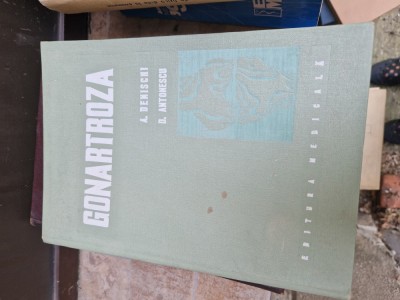 A. DENISCHI
D. ANTONESCU
GONARTROZA
EDITURA MEDICALĂ